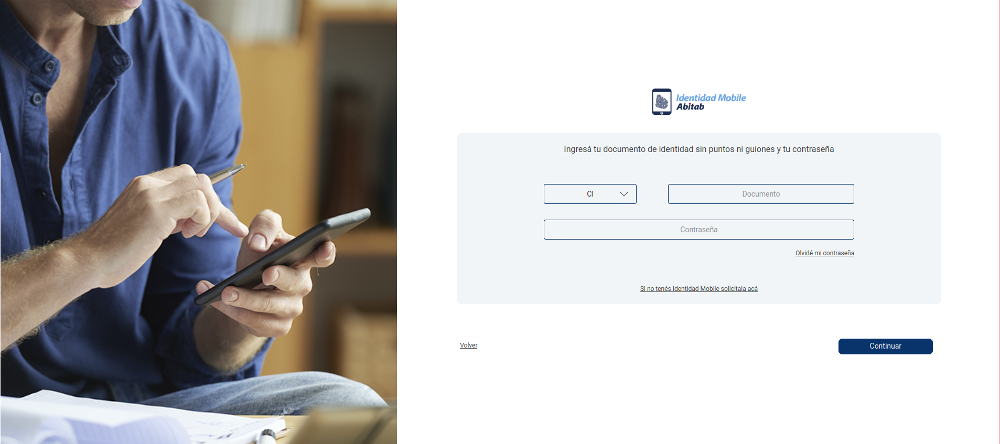 Identidad Mobile
Abitab
Ingresá tu documento de identidad sin puntos ni guiones y tu contraseña
CI
Documento
Contraseña
Olvidé mi contraseña
Si no tenés Identidad Mobile solicitala acá
Volver
Continuar